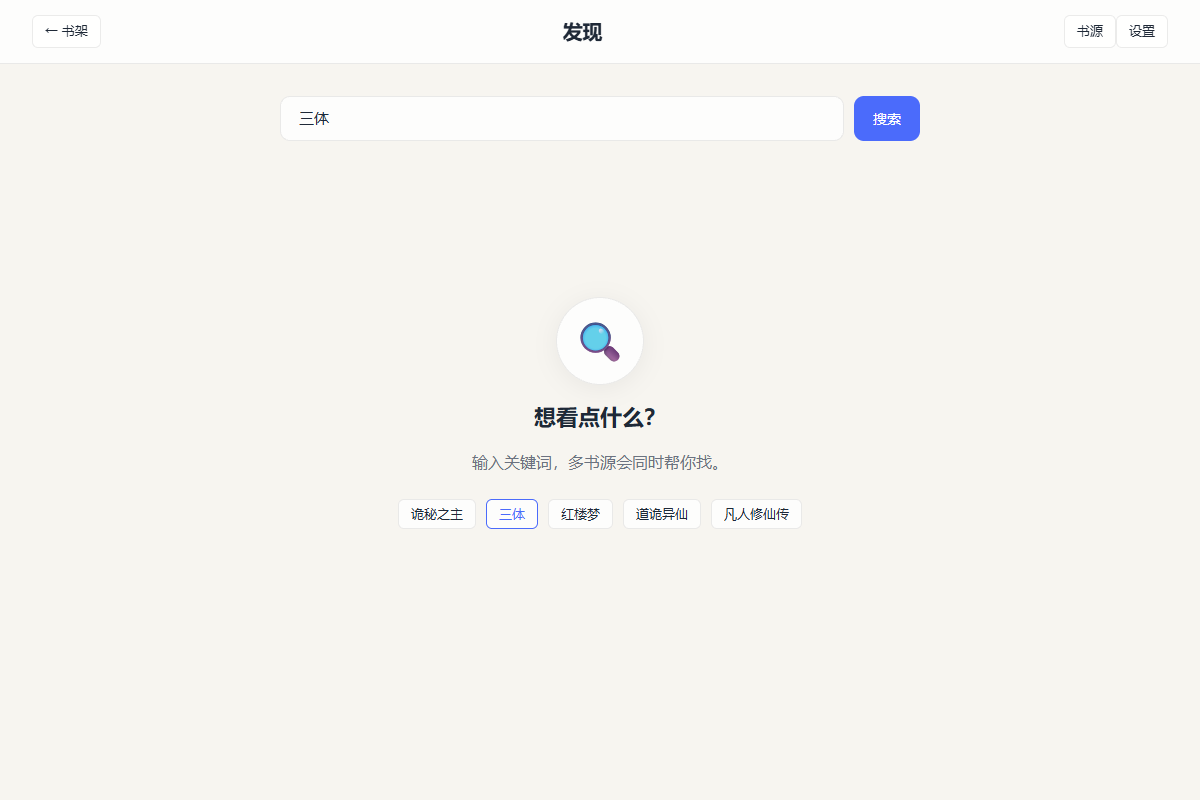 ← 书架
发现
书源
设置
三体
搜索
想看点什么？
输入关键词，多书源会同时帮你找。
诡秘之主
三体
红楼梦
道诡异仙
凡人修仙传